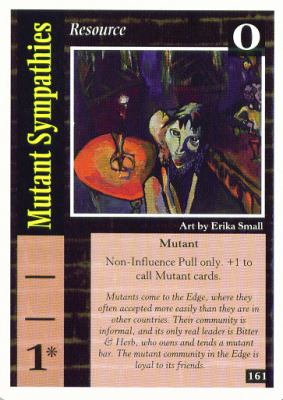 Mutant Sympathies
Resource
0
Art by Erika Small
Mutant
Non-Influence Pull only. +1 to
call Mutant cards.
Mutants come to the Edge, where they
often accepted more easily than they are in
other countries. Their community is
informal, and its only real leader is Bitter
& Herb, who owns and tends a mutant
bar. The mutant community in the Edge is
loyal to its friends.
1*
161